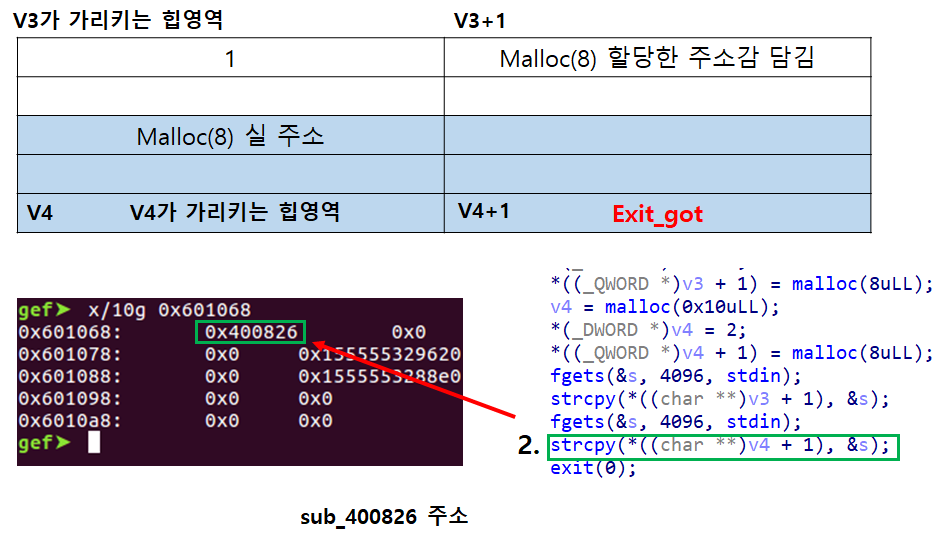 V3가 가리키는 힙영역
V3+1
1
Malloc(8) 할당한 주소감 담김
Malloc(8) 실 주소
V4
V4가 가리키는 힙영역
V4+1
Exit_got
gef➤ x/10g 0x601068
0x601068: 0x400826 0x0
0x601078: 0x0 0x155555329620
0x601088: 0x0 0x1555553288e0
0x601098: 0x0 0x0
0x6010a8: 0x0 0x0
gef➤
*((_QWORD *)v3 + 1) = malloc(8uLL);
v4 = malloc(0x10uLL);
*(_DWORD *)v4 = 2;
*((_QWORD *)v4 + 1) = malloc(8uLL);
fgets(&s, 4096, stdin);
strcpy(*((char **)v3 + 1), &s);
fgets(&s, 4096, stdin);
2. strcpy(*((char **)v4 + 1), &s);
exit(0);
sub_400826 주소